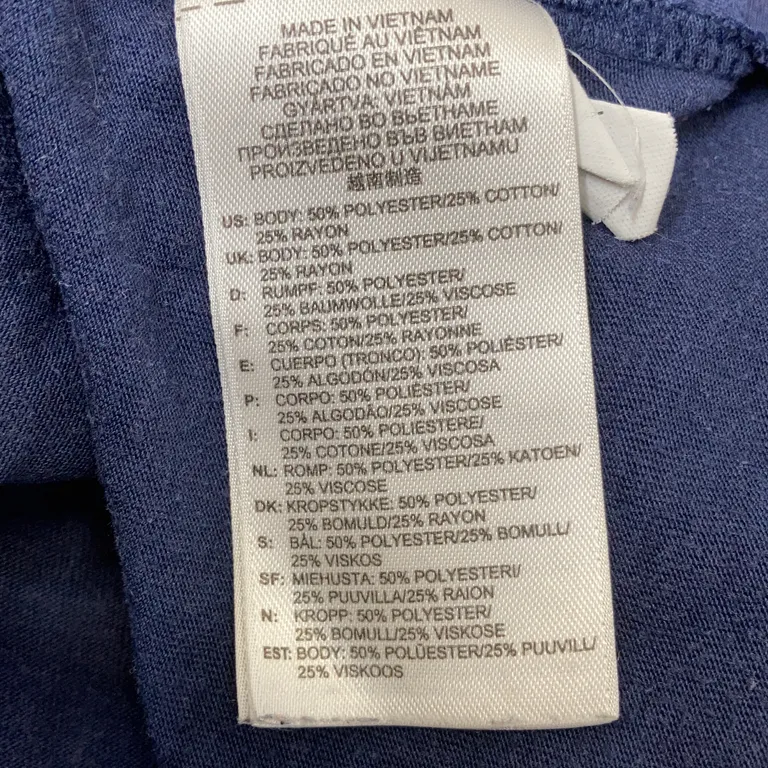 MADE IN VIETNAM
FABRIQUÉ AU VIÊTNAM
FABRICADO EN VIETNAM
FABRICADO NO VIETNAME
GYÁRTVA: VIETNÁM
СДЕЛАНО ВО ВЬЕТНАМЕ
ПРОИЗВЕДЕНО ВЪВ ВИЕТНАМ
PROIZVEDENO U VIJETNAMU
越南制造
US: BODY: 50% POLYESTER/25% COTTON/
25% RAYON
UK: BODY: 50% POLYESTER/25% COTTON/
25% RAYON
D: RUMPF: 50% POLYESTER/
25% BAUMWOLLE/25% VISCOSE
F: CORPS: 50% POLYESTER/
25% COTON/25% RAYONNE
E: CUERPO (TRONCO): 50% POLIÉSTER/
25% ALGODÓN/25% VISCOSA
P: CORPO: 50% POLIÉSTER/
25% ALGODÃO/25% VISCOSE
I: CORPO: 50% POLIESTERE/
25% COTONE/25% VISCOSA
NL: ROMP: 50% POLYESTER/25% KATOEN/
25% VISCOSE
DK: KROPSTYKKE: 50% POLYESTER/
25% BOMULD/25% RAYON
S: BÅL: 50% POLYESTER/25% BOMULL/
25% VISKOS
SF: MIEHUSTA: 50% POLYESTERI/
25% PUUVILLA/25% RAION
N: KROPP: 50% POLYESTER/
25% BOMULL/25% VISKOSE
EST: BODY: 50% POLÜESTER/25% PUUVILL/
25% VISKOOS